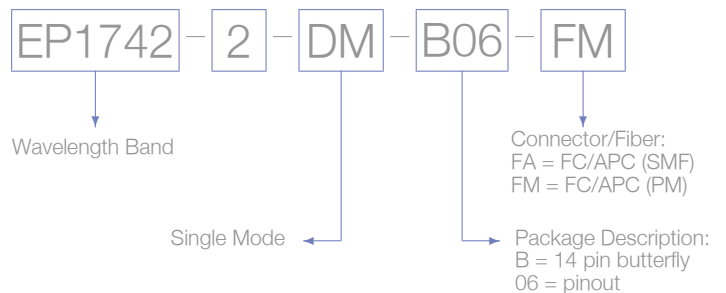 EP1742 - 2 - DM - B06 - FM
Wavelength Band
Connector/Fiber:
FA = FC/APC (SMF)
FM = FC/APC (PM)
Single Mode
Package Description:
B = 14 pin butterfly
06 = pinout